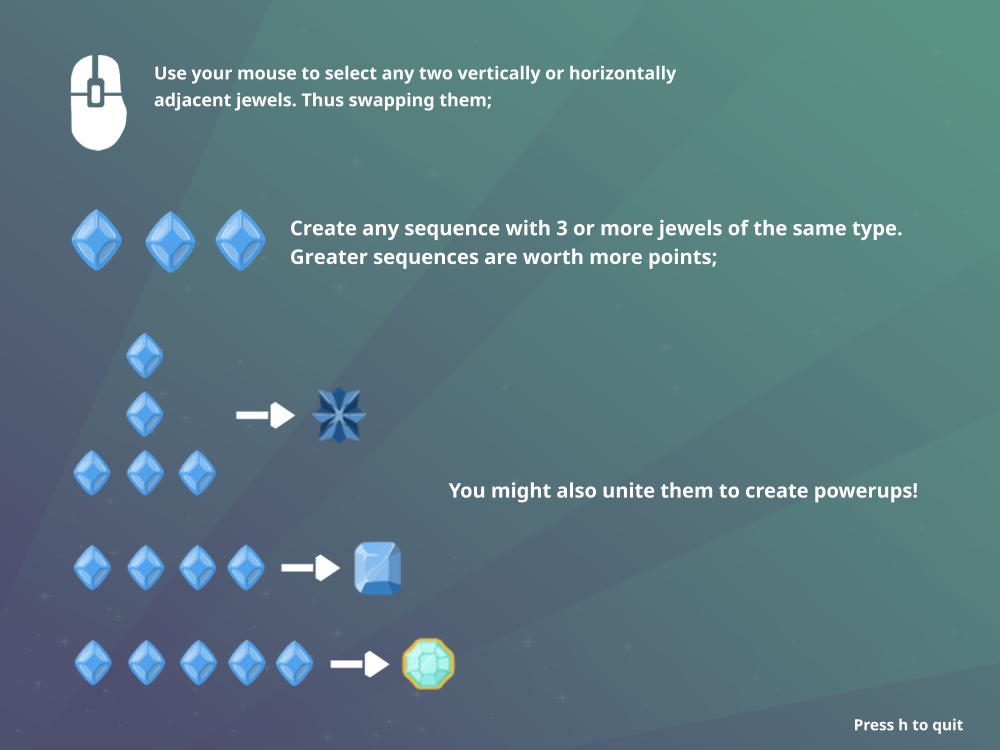 Use your mouse to select any two vertically or horizontally
adjacent jewels. Thus swapping them;
Create any sequence with 3 or more jewels of the same type.
Greater sequences are worth more points;
You might also unite them to create powerups!
Press h to quit